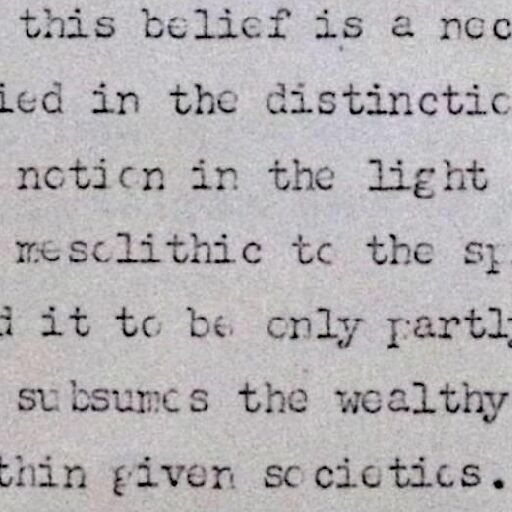 this belief is a nec
ied in the distinctio
notion in the light
mesolithic to the sp
d it to be only partly
subsumes the wealthy
thin given societies.